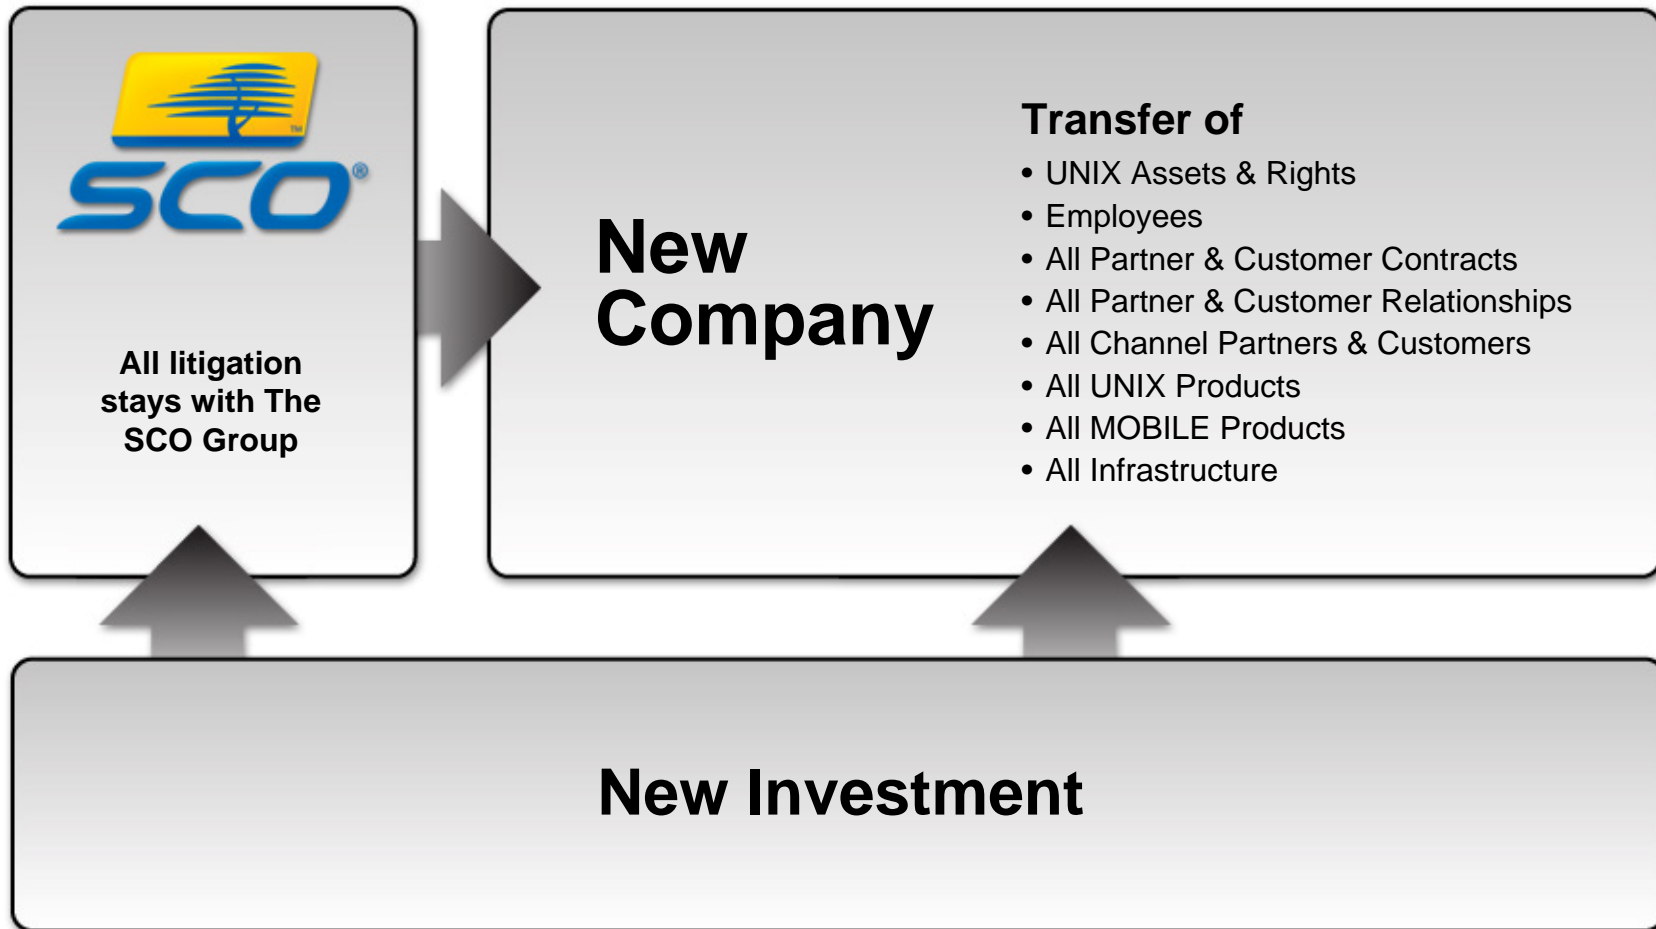 TM
SCO®
All litigation
stays with The
SCO Group
New
Company
Transfer of
• UNIX Assets & Rights
• Employees
• All Partner & Customer Contracts
• All Partner & Customer Relationships
• All Channel Partners & Customers
• All UNIX Products
• All MOBILE Products
• All Infrastructure
New Investment